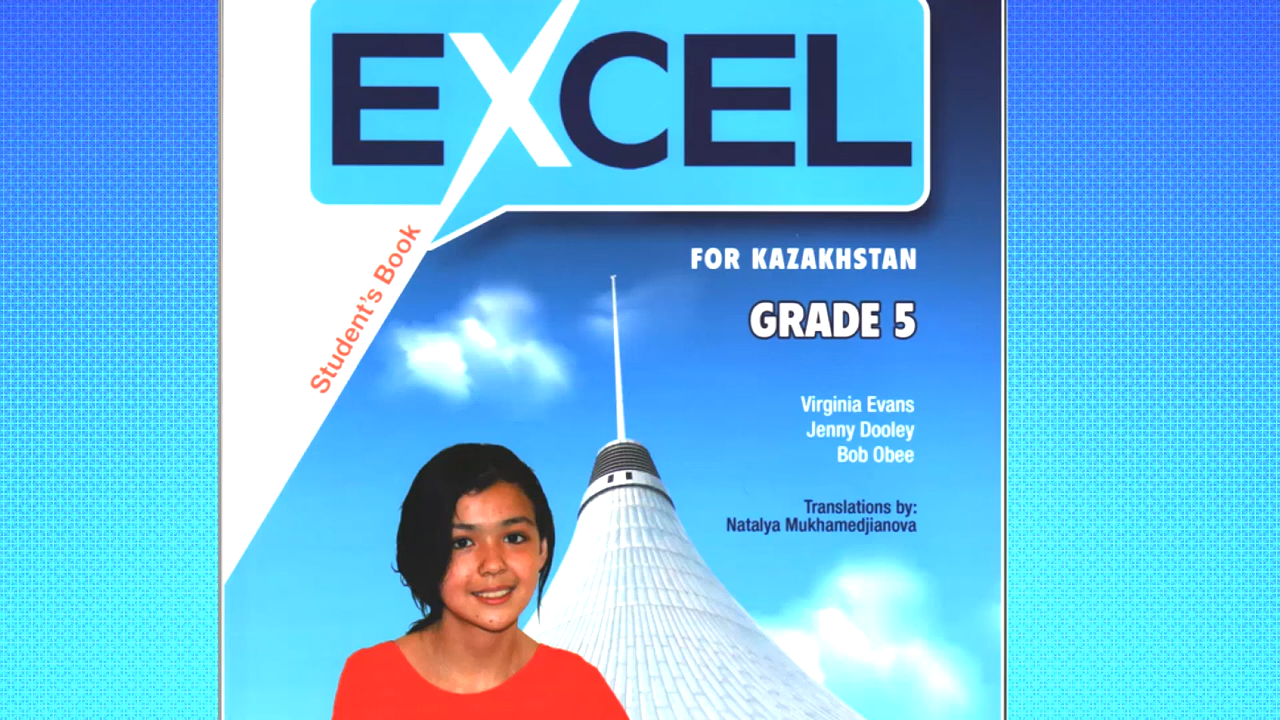 EXCEL
Student's Book
FOR KAZAKHSTAN
GRADE 5
Virginia Evans
Jenny Dooley
Bob Obee
Translations by:
Natalya Mukhamedjianova